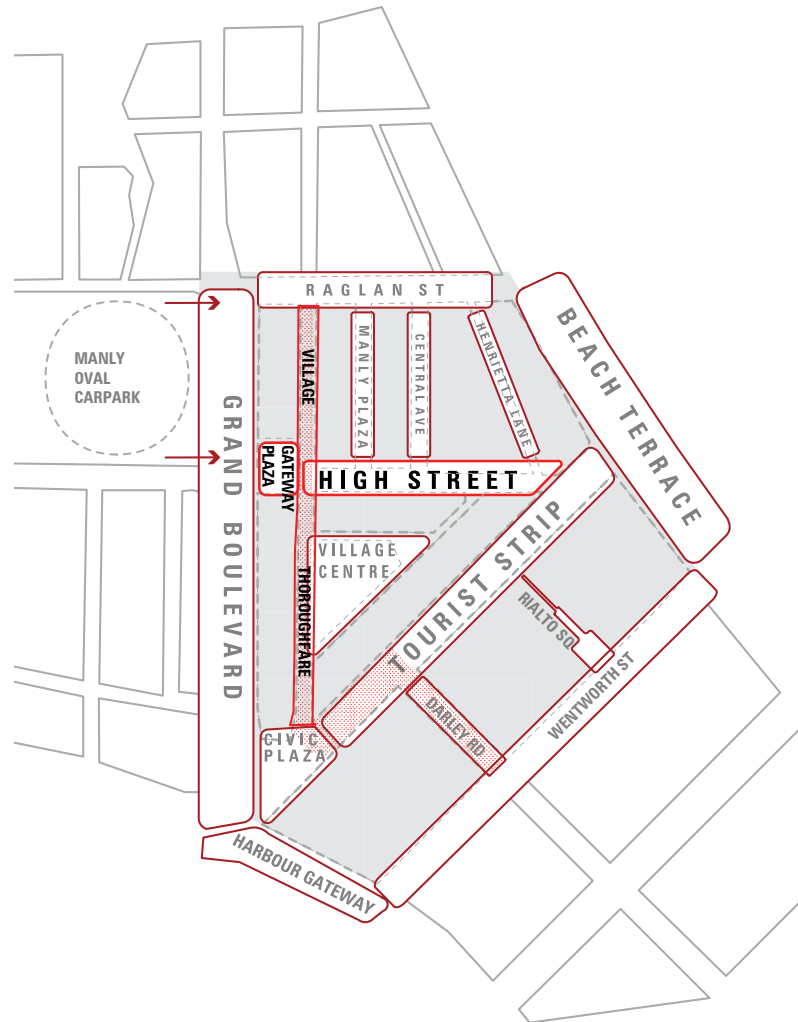 RAGLAN ST
MANLY
OVAL
CARPARK
GRAND BOULEVARD
VILLAGE
MANLY PLAZA
CENTRAL AVE
HENRIETTA LANE
BEACH TERRACE
GATEWAY
PLAZA
HIGH STREET
VILLAGE
CENTRE
THOROUGHFARE
TOURIST STRIP
RIALTO SQ
DARLEY RD
WENTWORTH ST
CIVIC
PLAZA
HARBOUR GATEWAY